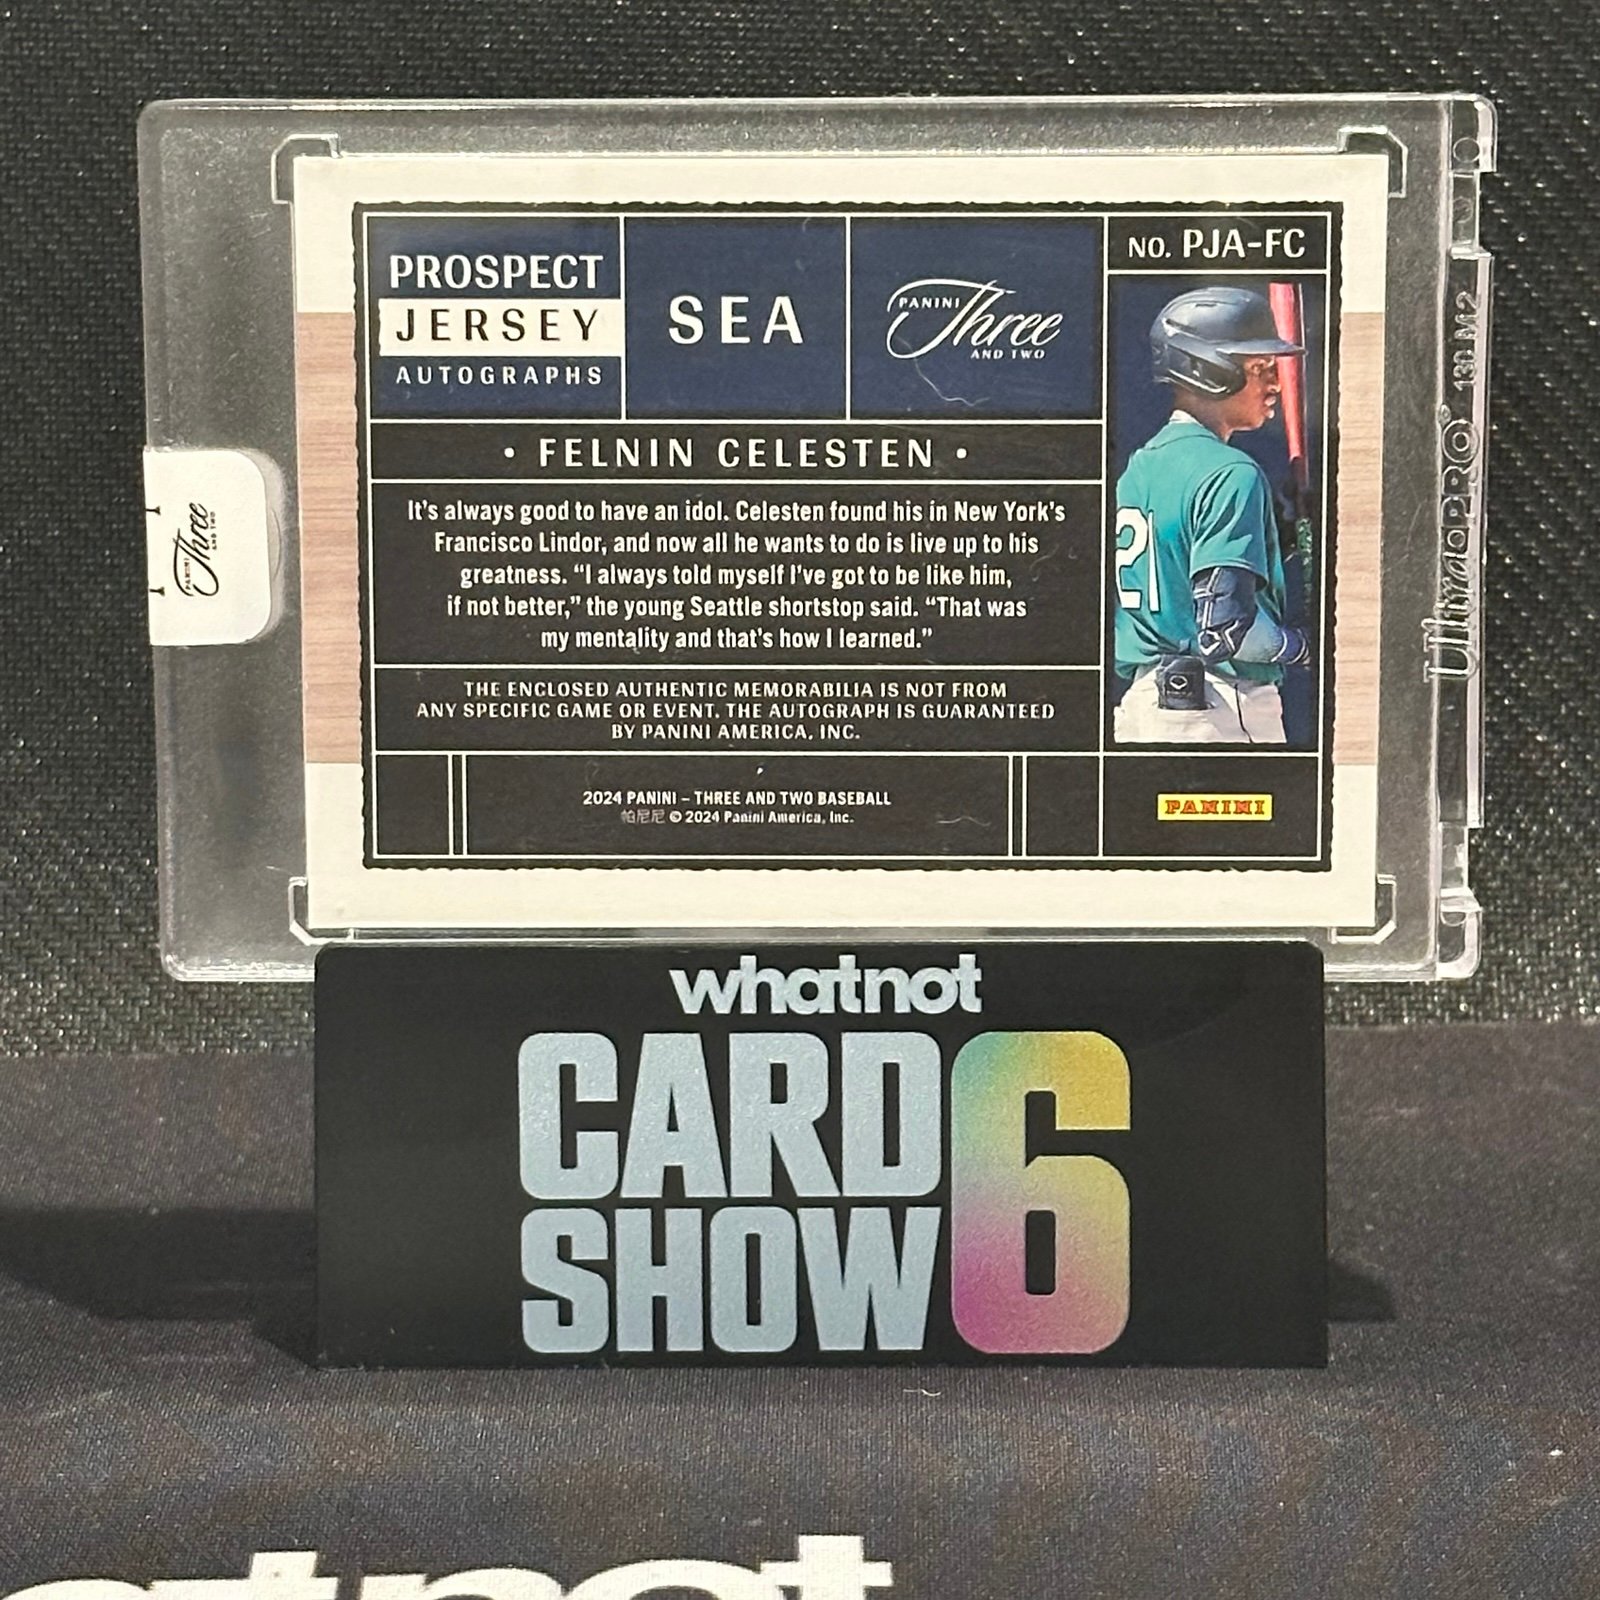 PROSPECT
JERSEY
AUTOGRAPHS
SEA
PANINI
Three
AND TWO
NO. PJA-FC
• FELNIN CELESTEN •
It's always good to have an idol. Celesten found his in New York's
Francisco Lindor, and now all he wants to do is live up to his
greatness. “I always told myself I've got to be like him,
if not better,” the young Seattle shortstop said. “That was
my mentality and that's how I learned.”
THE ENCLOSED AUTHENTIC MEMORABILIA IS NOT FROM
ANY SPECIFIC GAME OR EVENT. THE AUTOGRAPH IS GUARANTEED
BY PANINI AMERICA, INC.
2024 PANINI – THREE AND TWO BASEBALL
帕尼尼 © 2024 Panini America, Inc.
21
PANINI
PANINI
Three
AND TWO
UltraPRO 130 M2
whatnot
CARD
SHOW
6